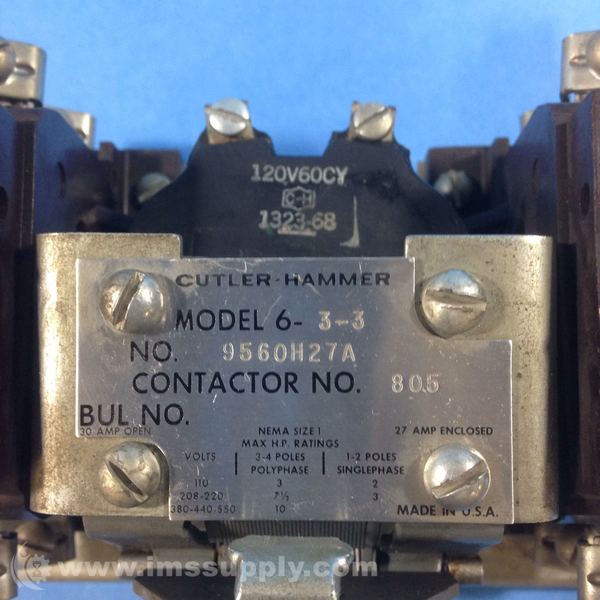 120V60CY
C-H
1323-68
CUTLER-HAMMER
MODEL 6- 3-3
NO. 9560H27A
CONTACTOR NO. 805
BUL NO.
30 AMP OPEN NEMA SIZE 1 27 AMP ENCLOSED
MAX H.P. RATINGS
VOLTS 3-4 POLES 1-2 POLES
POLYPHASE SINGLEPHASE
110 3 2
208-220 7½ 3
380-440-550 10
MADE IN U.S.A.
© www.imssupply.com